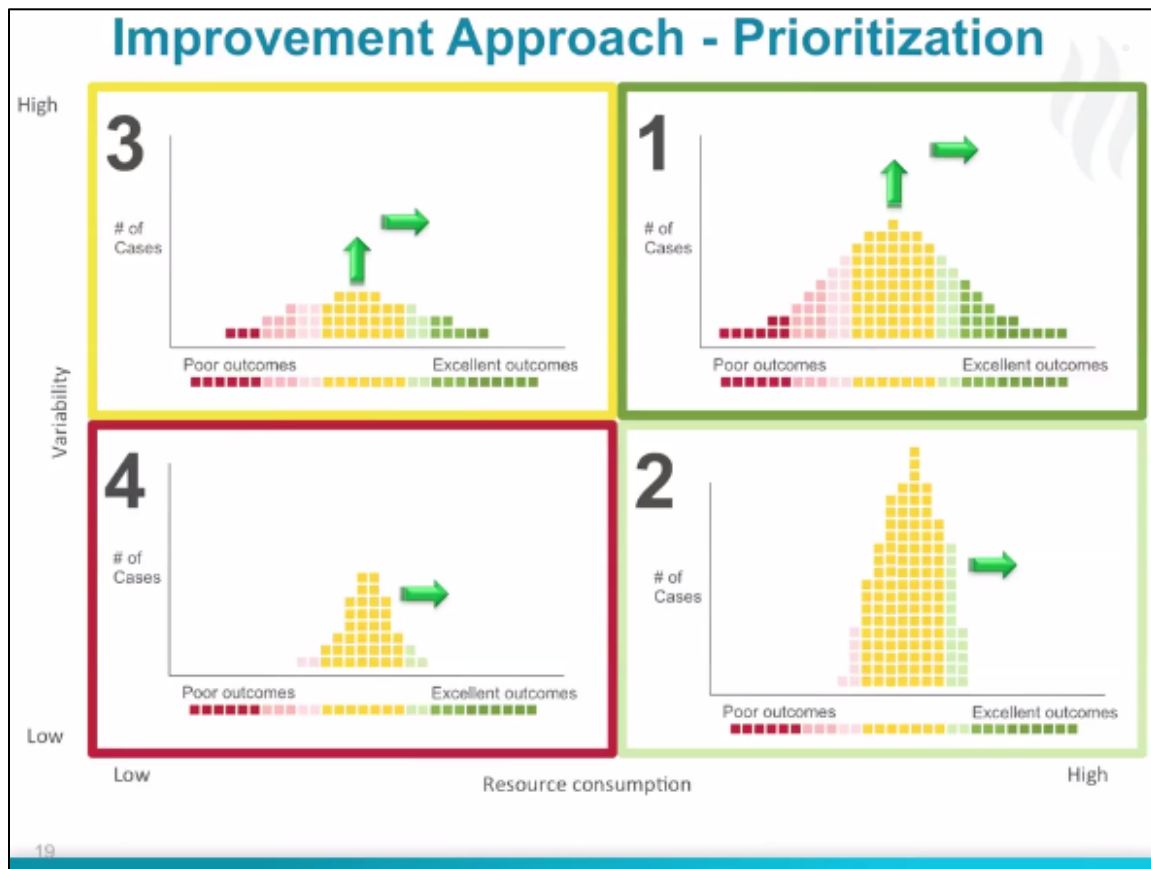 Improvement Approach - Prioritization
High
3
# of
Cases
Poor outcomes
Excellent outcomes
1
# of
Cases
Poor outcomes
Excellent outcomes
Variability
4
# of
Cases
Poor outcomes
Excellent outcomes
2
# of
Cases
Poor outcomes
Excellent outcomes
Low
Low
Resource consumption
High
19